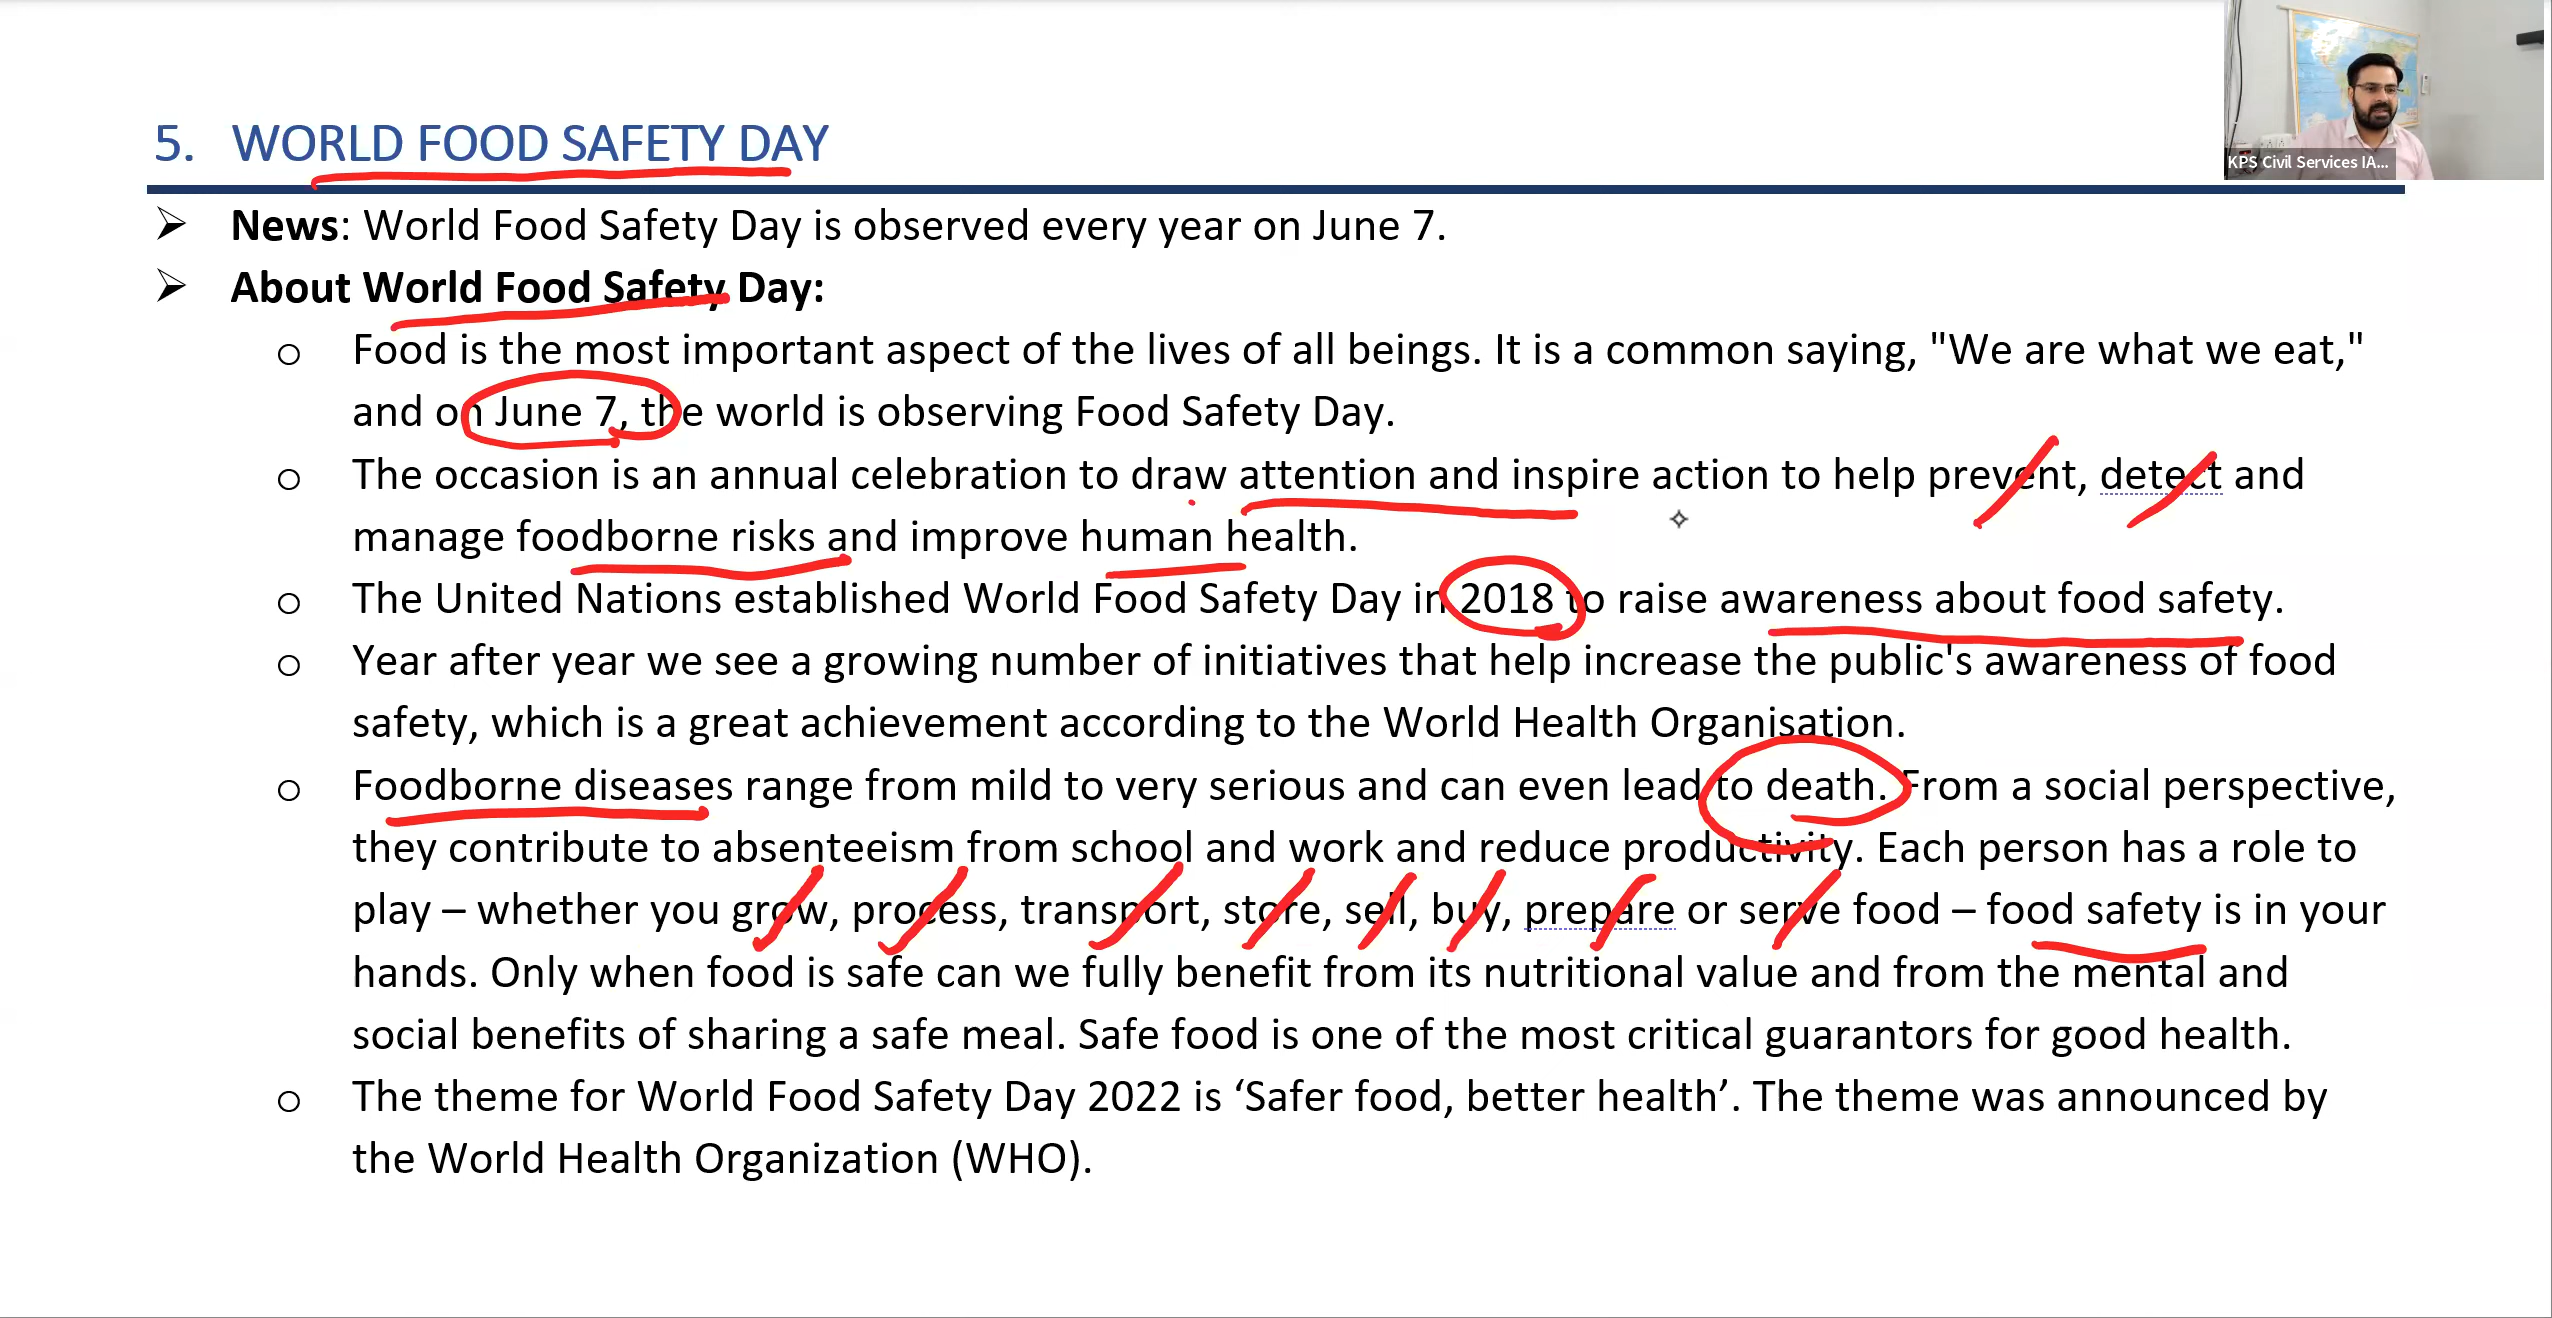 KPS Civil Services IA...
5. WORLD FOOD SAFETY DAY
➢ News: World Food Safety Day is observed every year on June 7.
➢ About World Food Safety Day:
o Food is the most important aspect of the lives of all beings. It is a common saying, "We are what we eat,"
and on June 7, the world is observing Food Safety Day.
o The occasion is an annual celebration to draw attention and inspire action to help prevent, detect and
manage foodborne risks and improve human health.
o The United Nations established World Food Safety Day in 2018 to raise awareness about food safety.
o Year after year we see a growing number of initiatives that help increase the public's awareness of food
safety, which is a great achievement according to the World Health Organisation.
o Foodborne diseases range from mild to very serious and can even lead to death. From a social perspective,
they contribute to absenteeism from school and work and reduce productivity. Each person has a role to
play – whether you grow, process, transport, store, sell, buy, prepare or serve food – food safety is in your
hands. Only when food is safe can we fully benefit from its nutritional value and from the mental and
social benefits of sharing a safe meal. Safe food is one of the most critical guarantors for good health.
o The theme for World Food Safety Day 2022 is ‘Safer food, better health’. The theme was announced by
the World Health Organization (WHO).